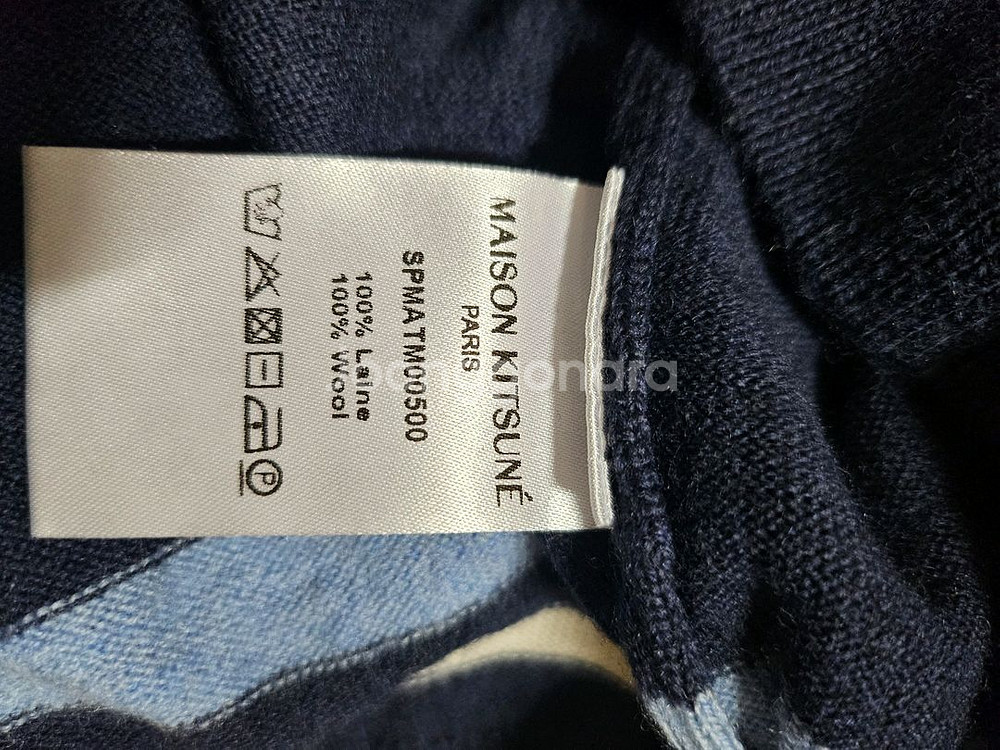 MAISON KITSUNÉ
PARIS
SPMATM00500
100% Laine
100% Wool
P